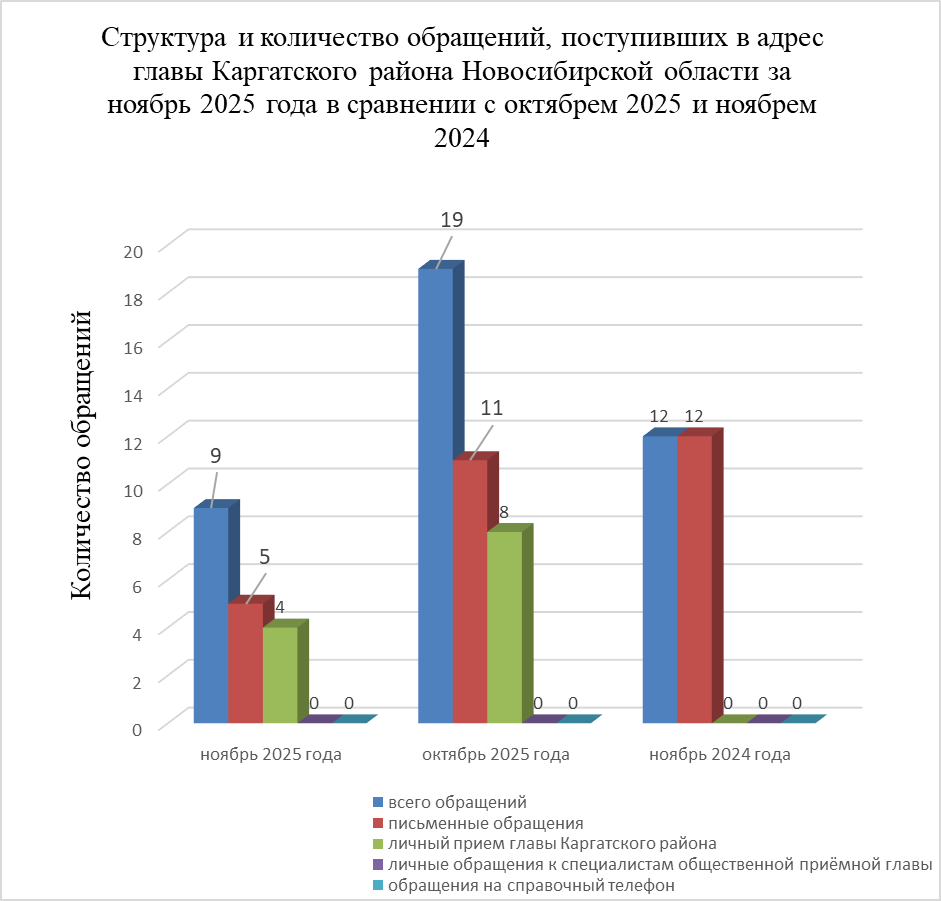 Структура и количество обращений, поступивших в адрес
главы Каргатского района Новосибирской области за
ноябрь 2025 года в сравнении с октябрем 2025 и ноябрем
2024
Количество обращений
20
18
16
14
12
10
8
6
4
2
0
9
5
4
0
0
19
11
8
0
0
12
12
0
0
0
ноябрь 2025 года
октябрь 2025 года
ноябрь 2024 года
всего обращений
письменные обращения
личный прием главы Каргатского района
личные обращения к специалистам общественной приёмной главы
обращения на справочный телефон